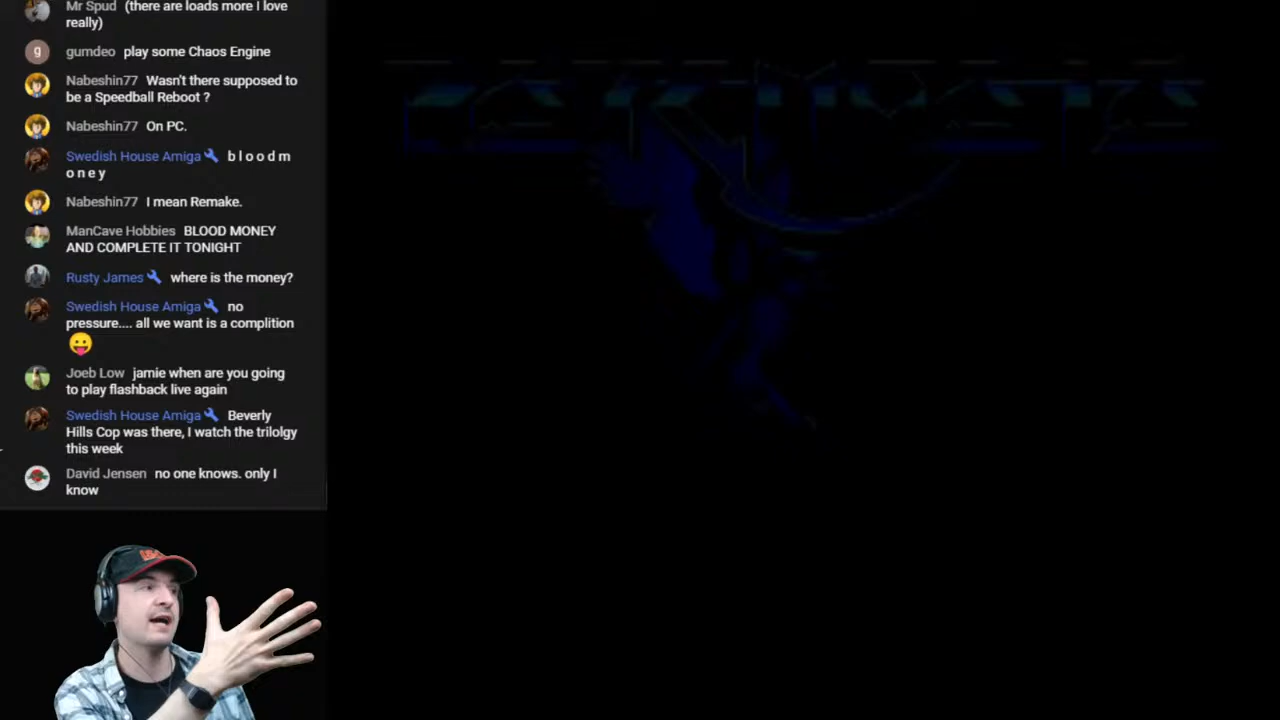 Mr Spud (there are loads more I love
really)
gumdeo play some Chaos Engine
Nabeshin77 Wasn't there supposed to
be a Speedball Reboot ?
Nabeshin77 On PC.
Swedish House Amiga b l o o d m
o n e y
Nabeshin77 I mean Remake.
ManCave Hobbies BLOOD MONEY
AND COMPLETE IT TONIGHT
Rusty James where is the money?
Swedish House Amiga no
pressure.... all we want is a complition
Joeb Low jamie when are you going
to play flashback live again
Swedish House Amiga Beverly
Hills Cop was there, I watch the trilolgy
this week
David Jensen no one knows. only I
know
g